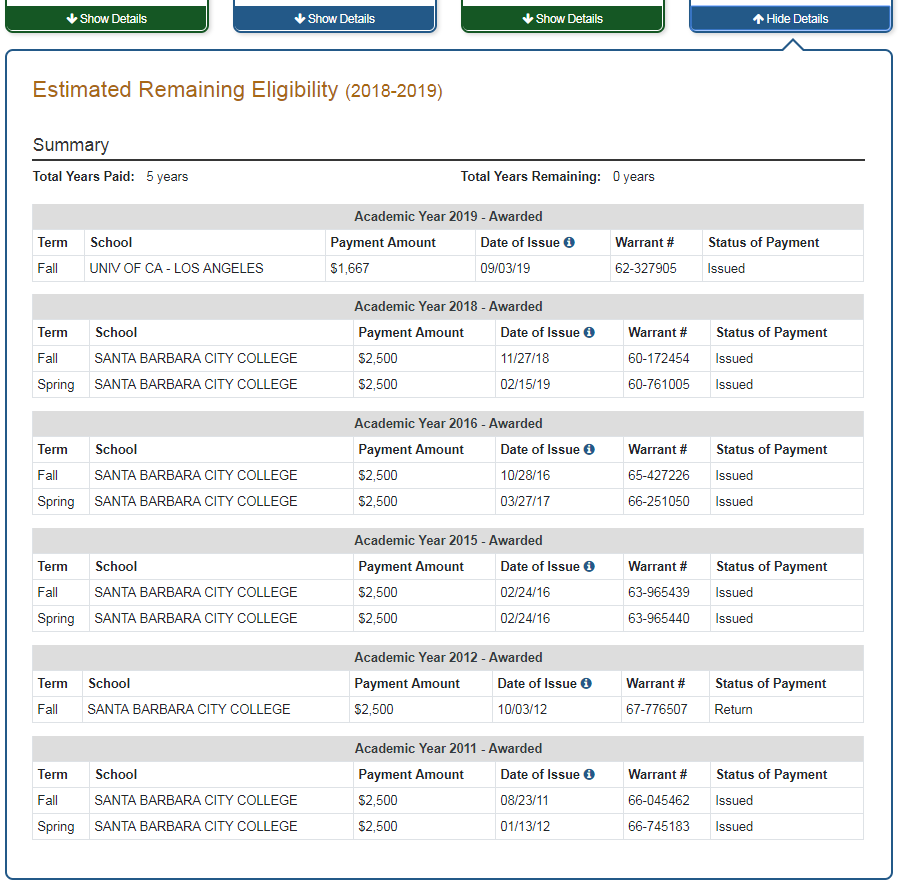 Show Details Show Details Show Details Hide Details
Estimated Remaining Eligibility (2018-2019)
Summary
Total Years Paid: 5 years Total Years Remaining: 0 years
Academic Year 2019 - Awarded
Term School Payment Amount Date of Issue Warrant # Status of Payment
Fall UNIV OF CA - LOS ANGELES $1,667 09/03/19 62-327905 Issued
Academic Year 2018 - Awarded
Term School Payment Amount Date of Issue Warrant # Status of Payment
Fall SANTA BARBARA CITY COLLEGE $2,500 11/27/18 60-172454 Issued
Spring SANTA BARBARA CITY COLLEGE $2,500 02/15/19 60-761005 Issued
Academic Year 2016 - Awarded
Term School Payment Amount Date of Issue Warrant # Status of Payment
Fall SANTA BARBARA CITY COLLEGE $2,500 10/28/16 65-427226 Issued
Spring SANTA BARBARA CITY COLLEGE $2,500 03/27/17 66-251050 Issued
Academic Year 2015 - Awarded
Term School Payment Amount Date of Issue Warrant # Status of Payment
Fall SANTA BARBARA CITY COLLEGE $2,500 02/24/16 63-965439 Issued
Spring SANTA BARBARA CITY COLLEGE $2,500 02/24/16 63-965440 Issued
Academic Year 2012 - Awarded
Term School Payment Amount Date of Issue Warrant # Status of Payment
Fall SANTA BARBARA CITY COLLEGE $2,500 10/03/12 67-776507 Return
Academic Year 2011 - Awarded
Term School Payment Amount Date of Issue Warrant # Status of Payment
Fall SANTA BARBARA CITY COLLEGE $2,500 08/23/11 66-045462 Issued
Spring SANTA BARBARA CITY COLLEGE $2,500 01/13/12 66-745183 Issued